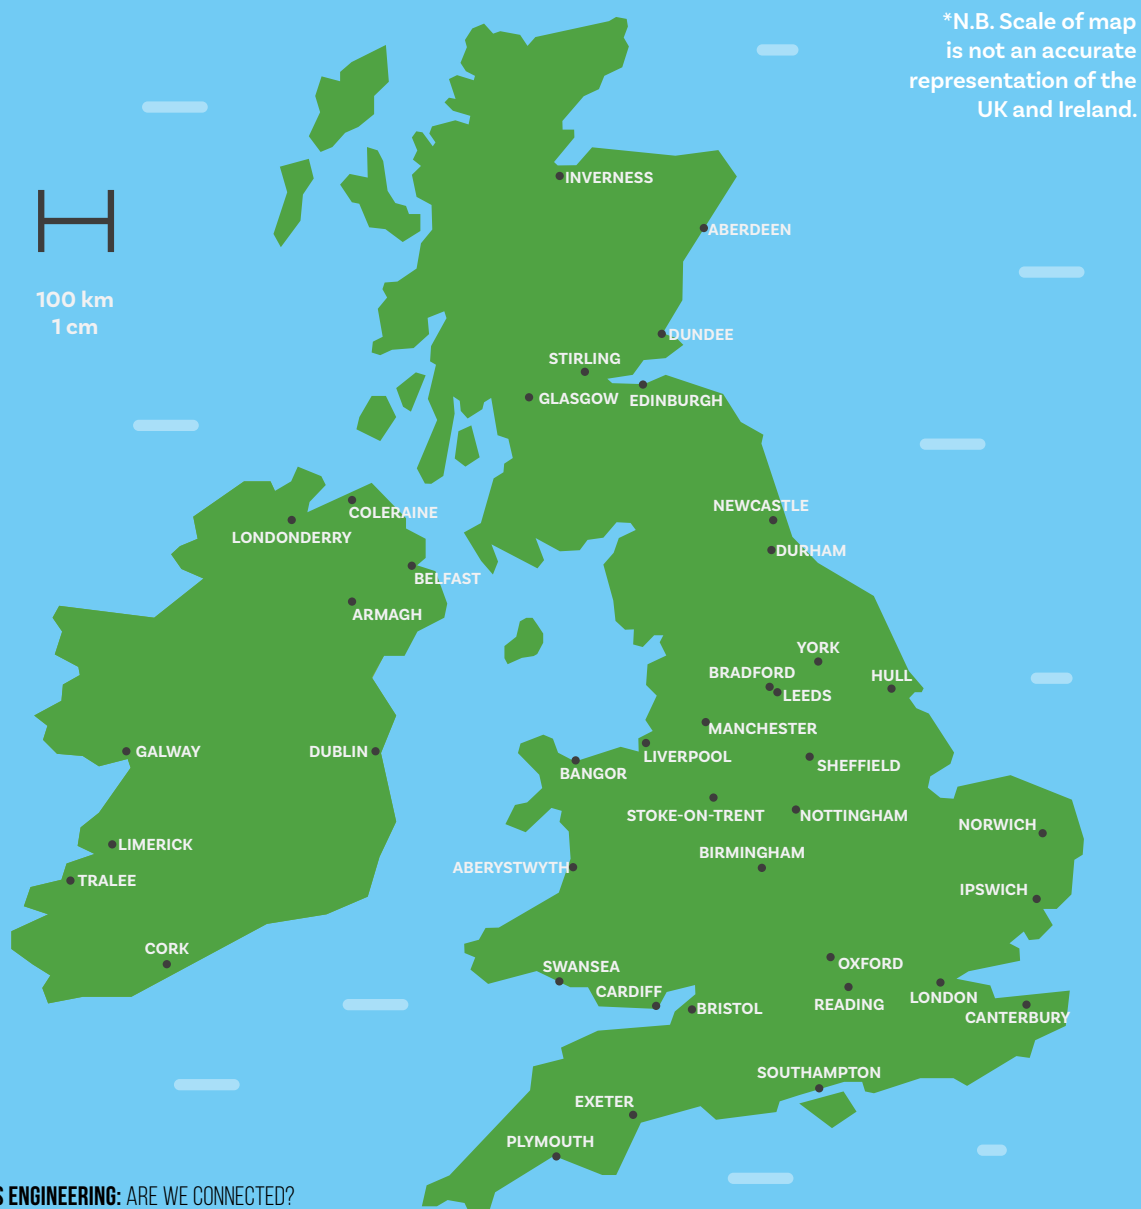 *N.B. Scale of map
is not an accurate
representation of the
UK and Ireland.
INVERNESS
ABERDEEN
100 km
1 cm
DUNDEE
STIRLING
GLASGOW
EDINBURGH
NEWCASTLE
COLERAINE
LONDONDERRY
DURHAM
BELFAST
ARMAGH
YORK
BRADFORD
HULL
LEEDS
MANCHESTER
GALWAY
DUBLIN
LIVERPOOL
SHEFFIELD
BANGOR
STOKE-ON-TRENT
NOTTINGHAM
NORWICH
LIMERICK
BIRMINGHAM
ABERYSTWYTH
TRALEE
IPSWICH
CORK
OXFORD
SWANSEA
CARDIFF
READING
LONDON
BRISTOL
CANTERBURY
SOUTHAMPTON
EXETER
PLYMOUTH
ENGINEERING: ARE WE CONNECTED?